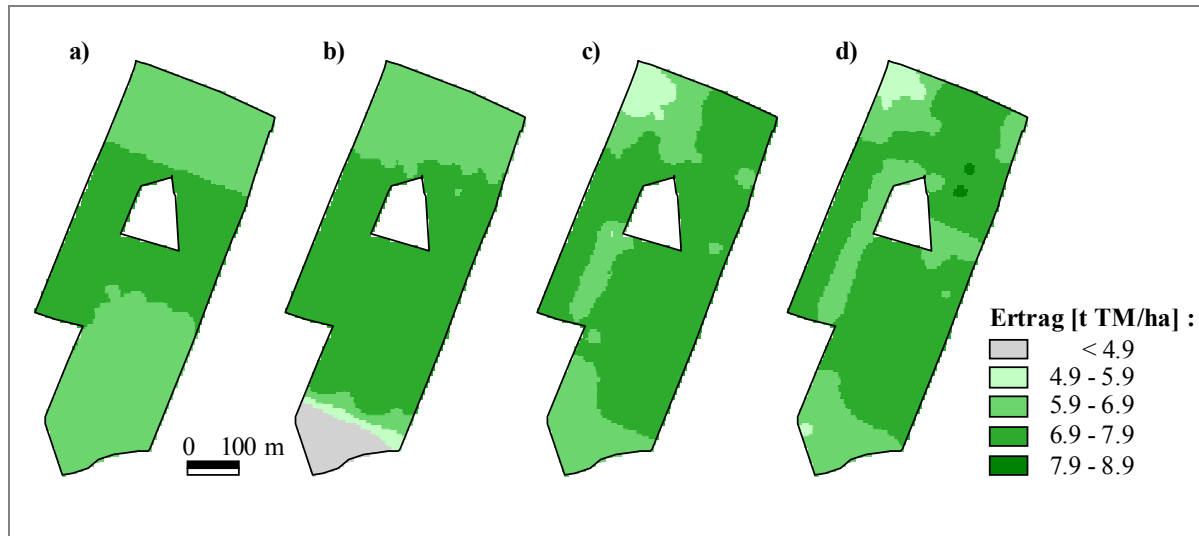 a) b) c) d)
Ertrag [t TM/ha] :
< 4.9
4.9 - 5.9
5.9 - 6.9
6.9 - 7.9
7.9 - 8.9
0 100 m